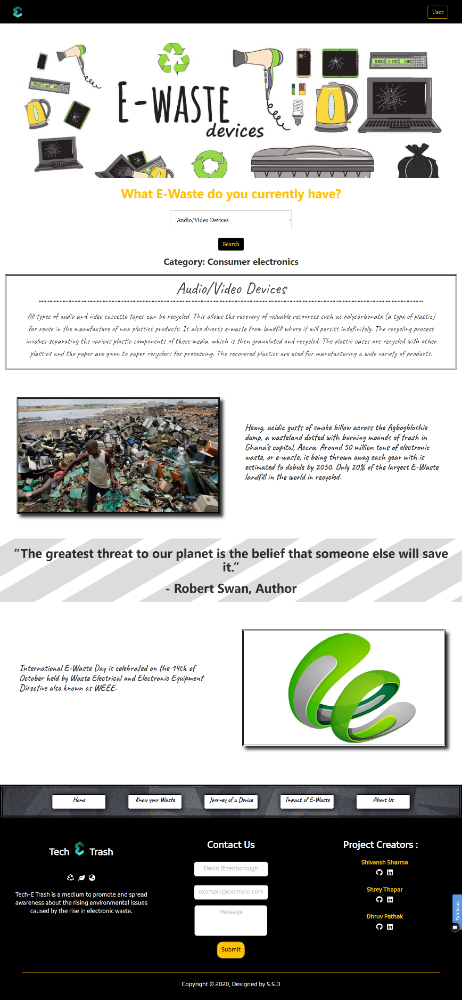 User
E-WASTE
devices
What E-Waste do you currently have?
Audio/Video Devices
Search
Category: Consumer electronics
Audio/Video Devices
All types of audio and video cassette tapes can be recycled. This allows the recovery of valuable resources such as polycarbonate (a type of plastic)
for reuse in the manufacture of new plastics products. It also diverts e-waste from landfill where it will persist indefinitely. The recycling process
involves separating the various plastic components of these media, which is then granulated and recycled. The plastic cases are recycled with other
plastics and the paper are given to paper recyclers for processing. The recovered plastics are used for manufacturing a wide variety of products.
Heavy, acidic gusts of smoke billow across the Agbogbloshie
dump, a wasteland dotted with burning mounds of trash in
Ghana's capital, Accra. Around 50 million tons of electronic
waste, or e-waste, is being thrown away each year with is
estimated to dobule by 2050. Only 20% of the largest E-Waste
landfill in the world in recycled.
“The greatest threat to our planet is the belief that someone else will save
it.”
- Robert Swan, Author
International E-Waste Day is celebrated on the 14th of
October held by Waste Electrical and Electronic Equipment
Directive also known as WEEE.
Home
Know your Waste
Journey of a Device
Impact of E-Waste
About Us
Tech Trash
Tech-E Trash is a medium to promote and spread
awareness about the rising environmental issues
caused by the rise in electronic waste.
Contact Us
David Attenborough
example@example.com
Message
Submit
Project Creators :
Shivansh Sharma
Shrey Thapar
Dhruv Pathak
Talk to us.
Copyright © 2020, Designed by S.S.D